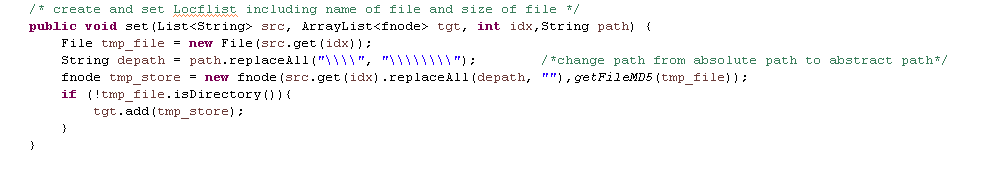 /* create and set Locflist including name of file and size of file */
public void set(List<String> src, ArrayList<fnode> tgt, int idx,String path) {
File tmp_file = new File(src.get(idx));
String depath = path.replaceAll("\\\\", "\\\\\\\\"); /*change path from absolute path to abstract path*/
fnode tmp_store = new fnode(src.get(idx).replaceAll(depath, ""),getFileMD5(tmp_file));
if (!tmp_file.isDirectory()){
tgt.add(tmp_store);
}
}